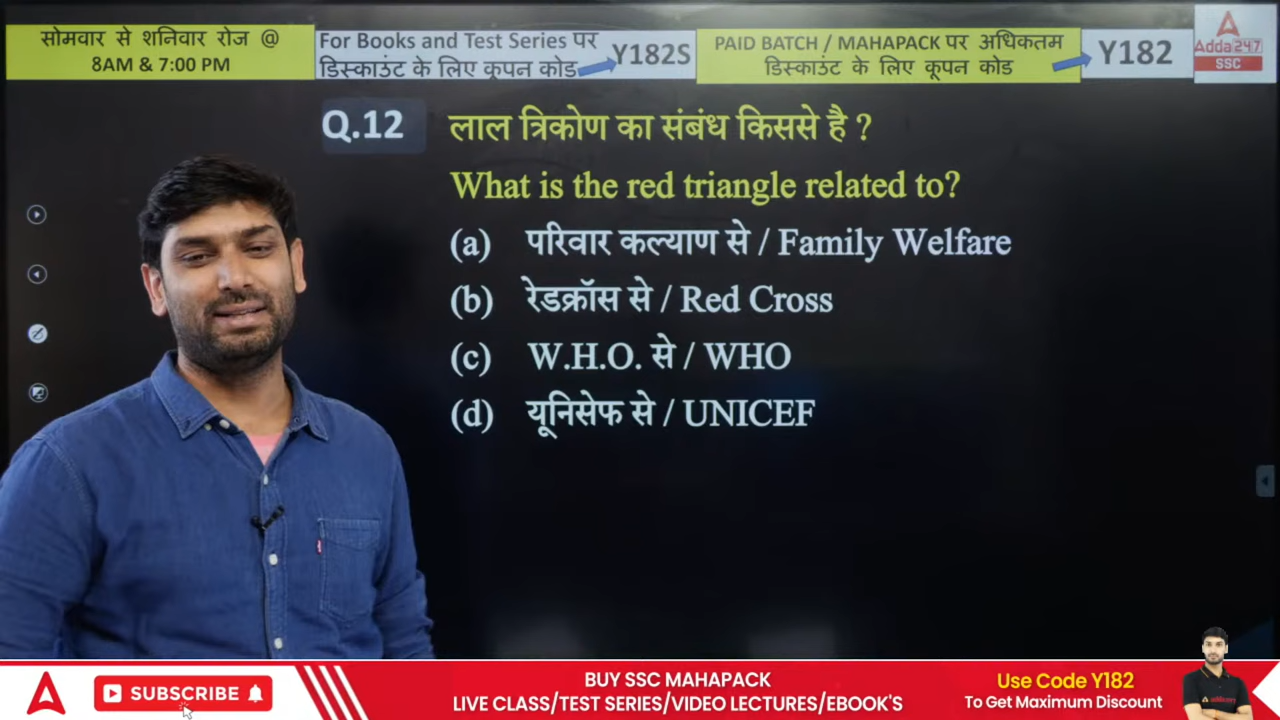 सोमवार से शनिवार रोज @
8AM & 7:00 PM
For Books and Test Series पर
डिस्काउंट के लिए कूपन कोड
Y182S
PAID BATCH / MAHAPACK पर अधिकतम
डिस्काउंट के लिए कूपन कोड
Y182
Adda247
SSC
Q.12 लाल त्रिकोण का संबंध किससे है ?
What is the red triangle related to?
(a) परिवार कल्याण से / Family Welfare
(b) रेडक्रॉस से / Red Cross
(c) W.H.O. से / WHO
(d) यूनिसेफ से / UNICEF
SUBSCRIBE
BUY SSC MAHAPACK
LIVE CLASS/TEST SERIES/VIDEO LECTURES/EBOOK'S
Use Code Y182
To Get Maximum Discount